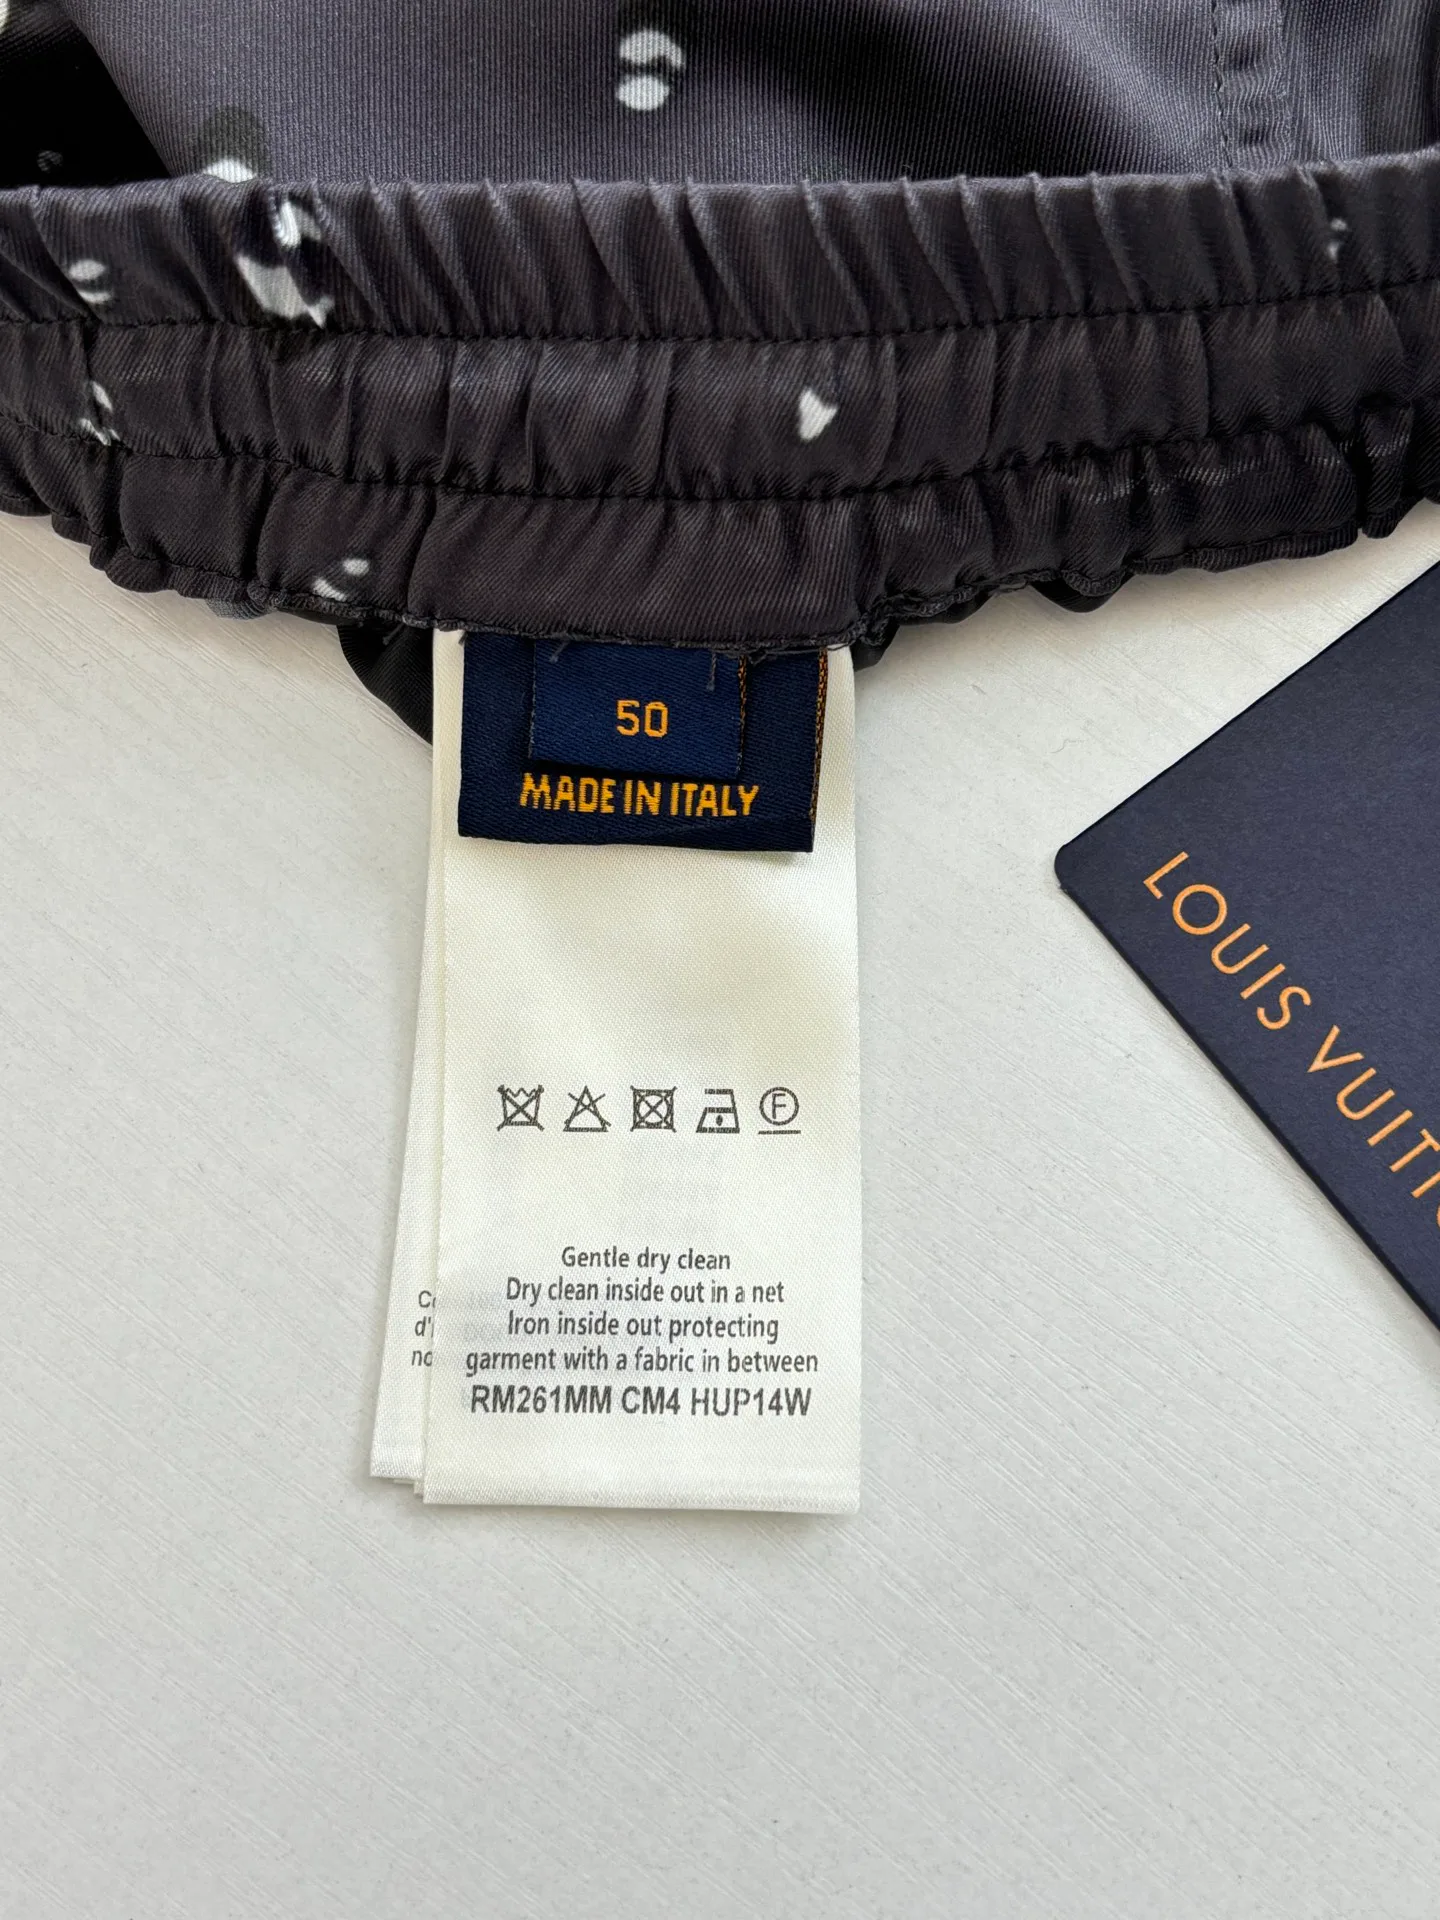 50
MADE IN ITALY
LOUIS VUITT
F
Gentle dry clean
Dry clean inside out in a net
Iron inside out protecting
garment with a fabric in between
RM261MM CM4 HUP14W
d'